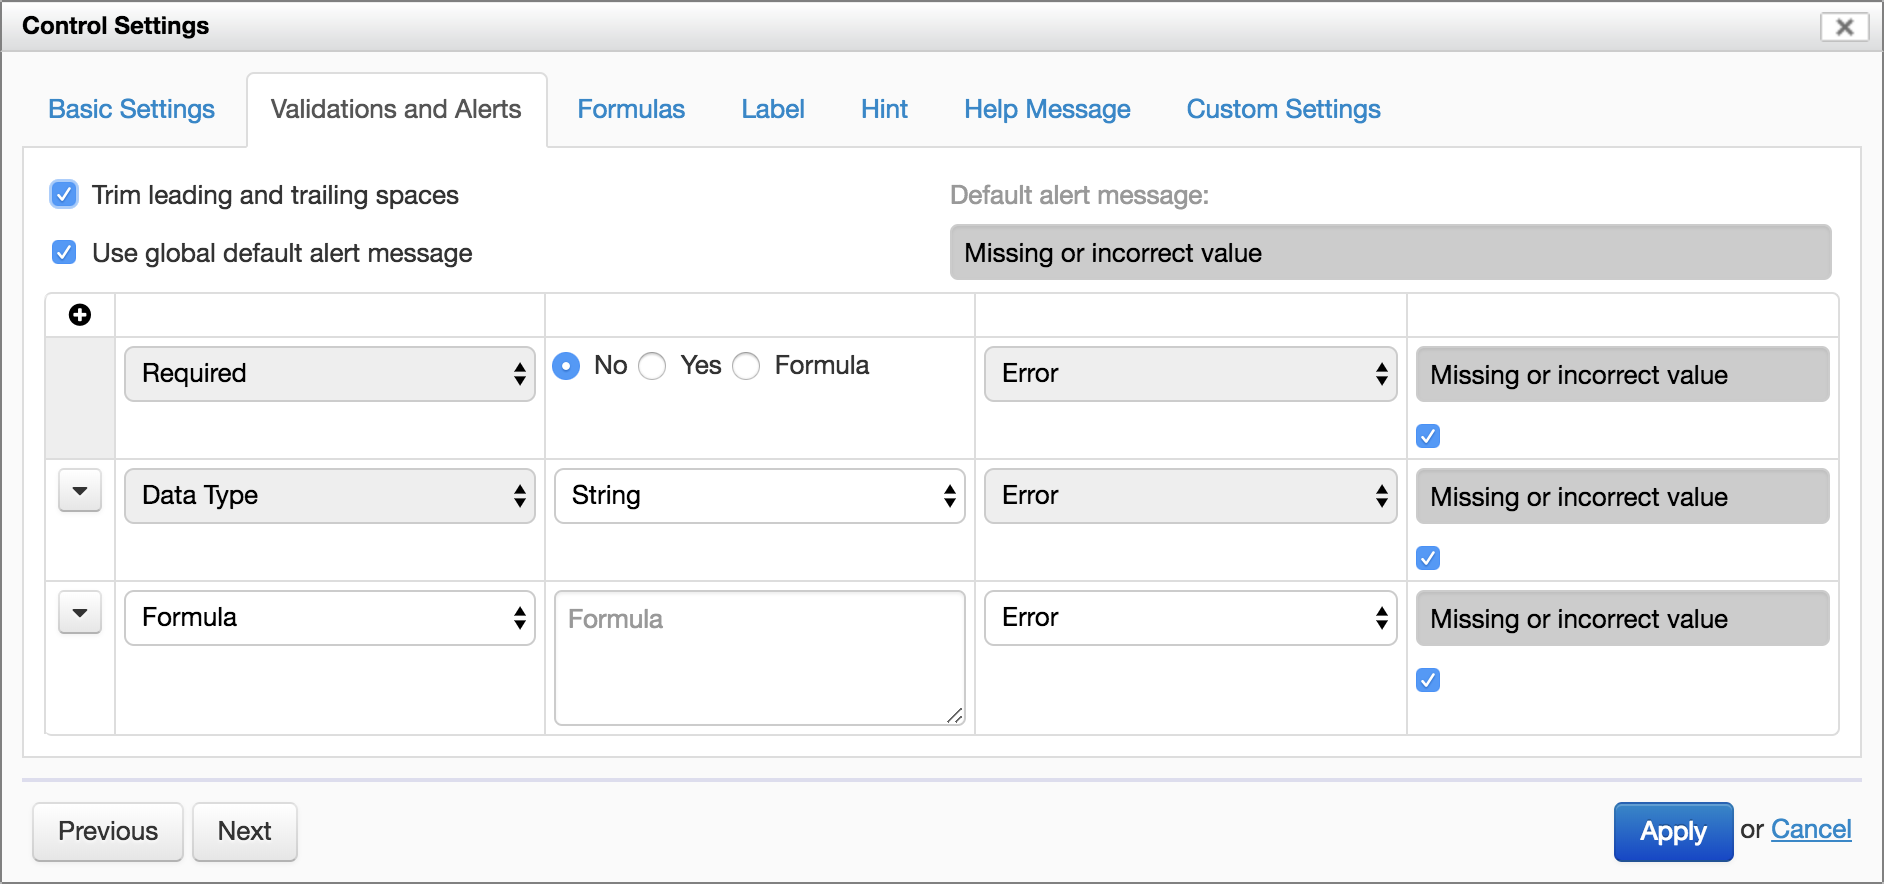 Control Settings
Basic Settings Validations and Alerts Formulas Label Hint Help Message Custom Settings
Trim leading and trailing spaces
Default alert message:
Use global default alert message
Missing or incorrect value
Required No Yes Formula Error Missing or incorrect value
Data Type String Error Missing or incorrect value
Formula Formula Error Missing or incorrect value
Previous Next Apply or Cancel